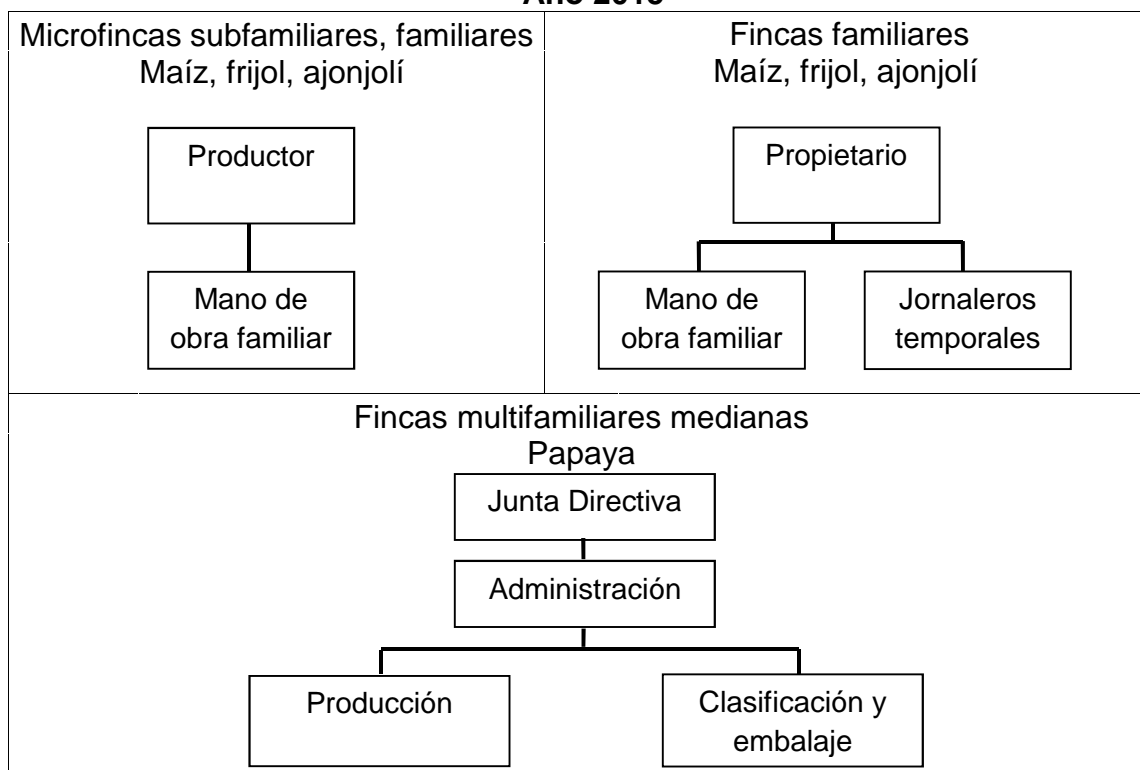 Microfincas subfamiliares, familiares
Maíz, frijol, ajonjolí
Productor
Mano de
obra familiar
Fincas familiares
Maíz, frijol, ajonjolí
Propietario
Mano de
obra familiar
Jornaleros
temporales
Fincas multifamiliares medianas
Papaya
Junta Directiva
Administración
Producción
Clasificación y
embalaje